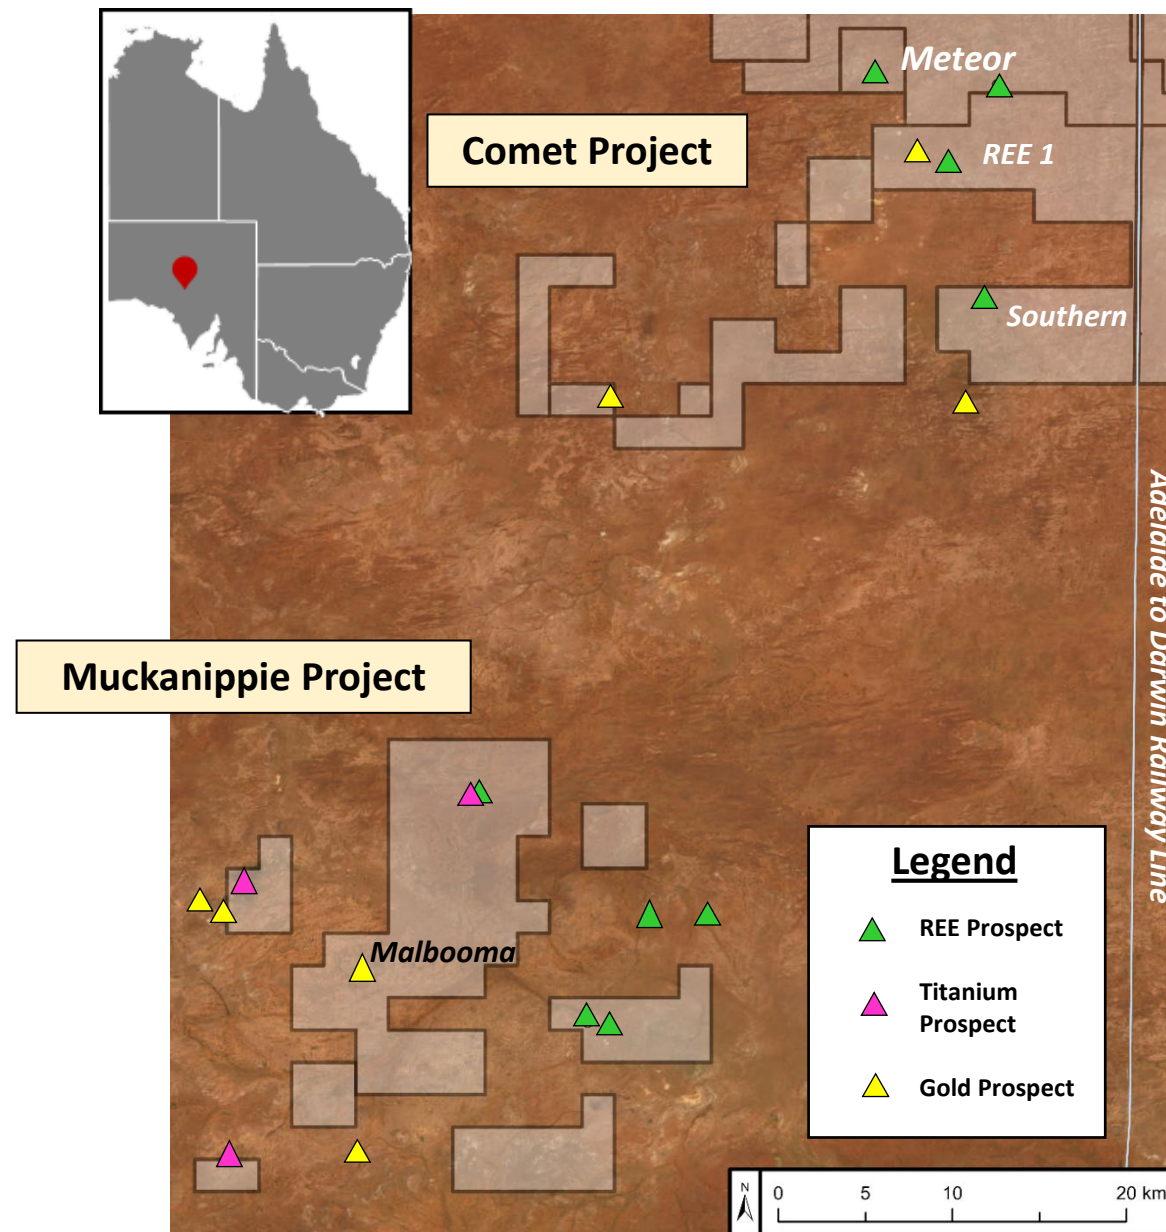 Meteor
Comet Project
REE 1
Southern
Adelaide to Darwin Railway Line
Muckanippie Project
Malbooma
Legend
REE Prospect
Titanium
Prospect
Gold Prospect
N
0 5 10 20 km